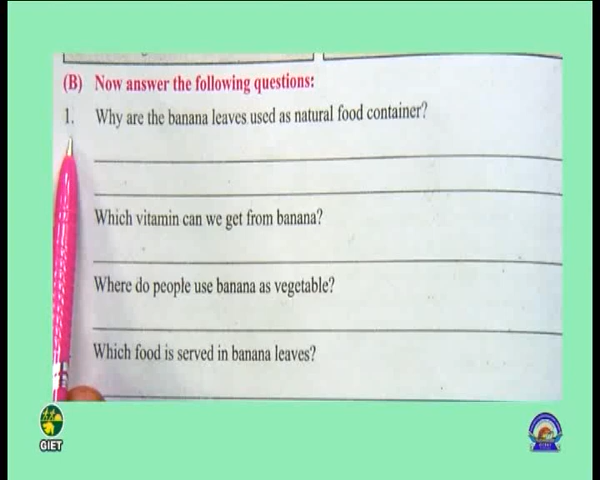 (B) Now answer the following questions:
1. Why are the banana leaves used as natural food container?
Which vitamin can we get from banana?
Where do people use banana as vegetable?
Which food is served in banana leaves?
GIET